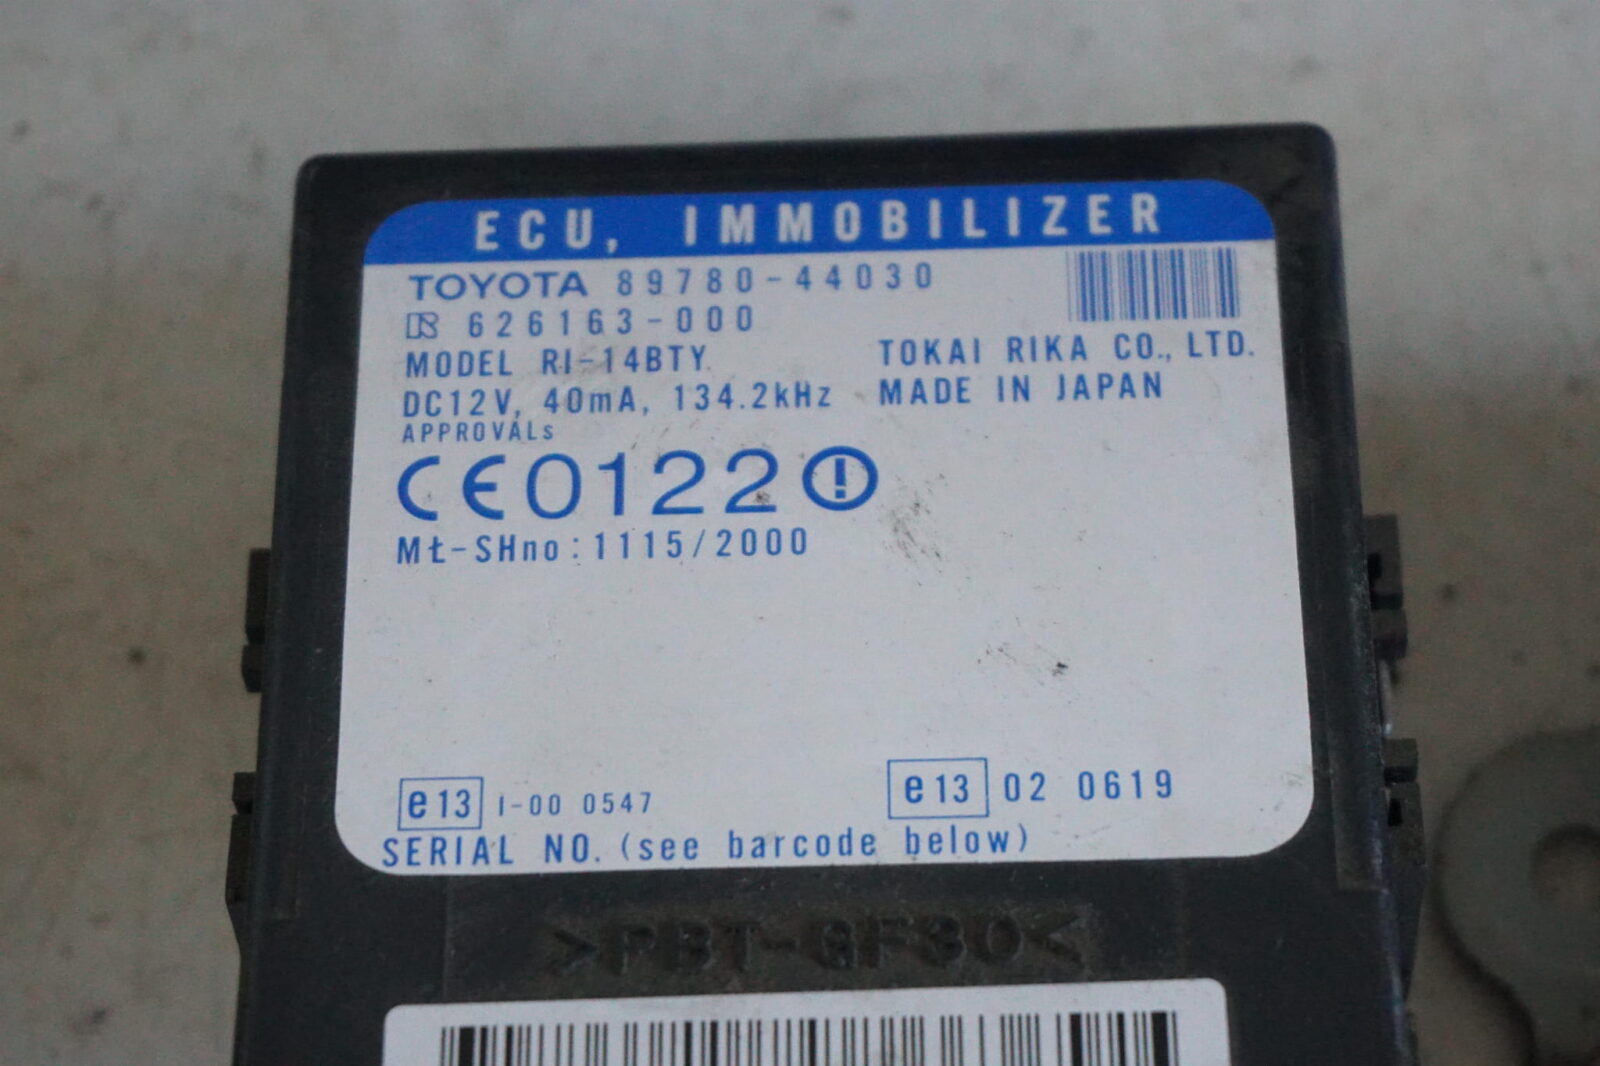 ECU, IMMOBILIZER
TOYOTA 89780-44030
626163-000
MODEL RI-14BTY
TOKAI RIKA CO., LTD.
DC12V, 40mA, 134.2kHz
MADE IN JAPAN
APPROVALs
CE0122
Mt-SHno:1115/2000
e13 I-00 0547
e13 02 0619
SERIAL NO. (see barcode below)
>PBT-GF30<